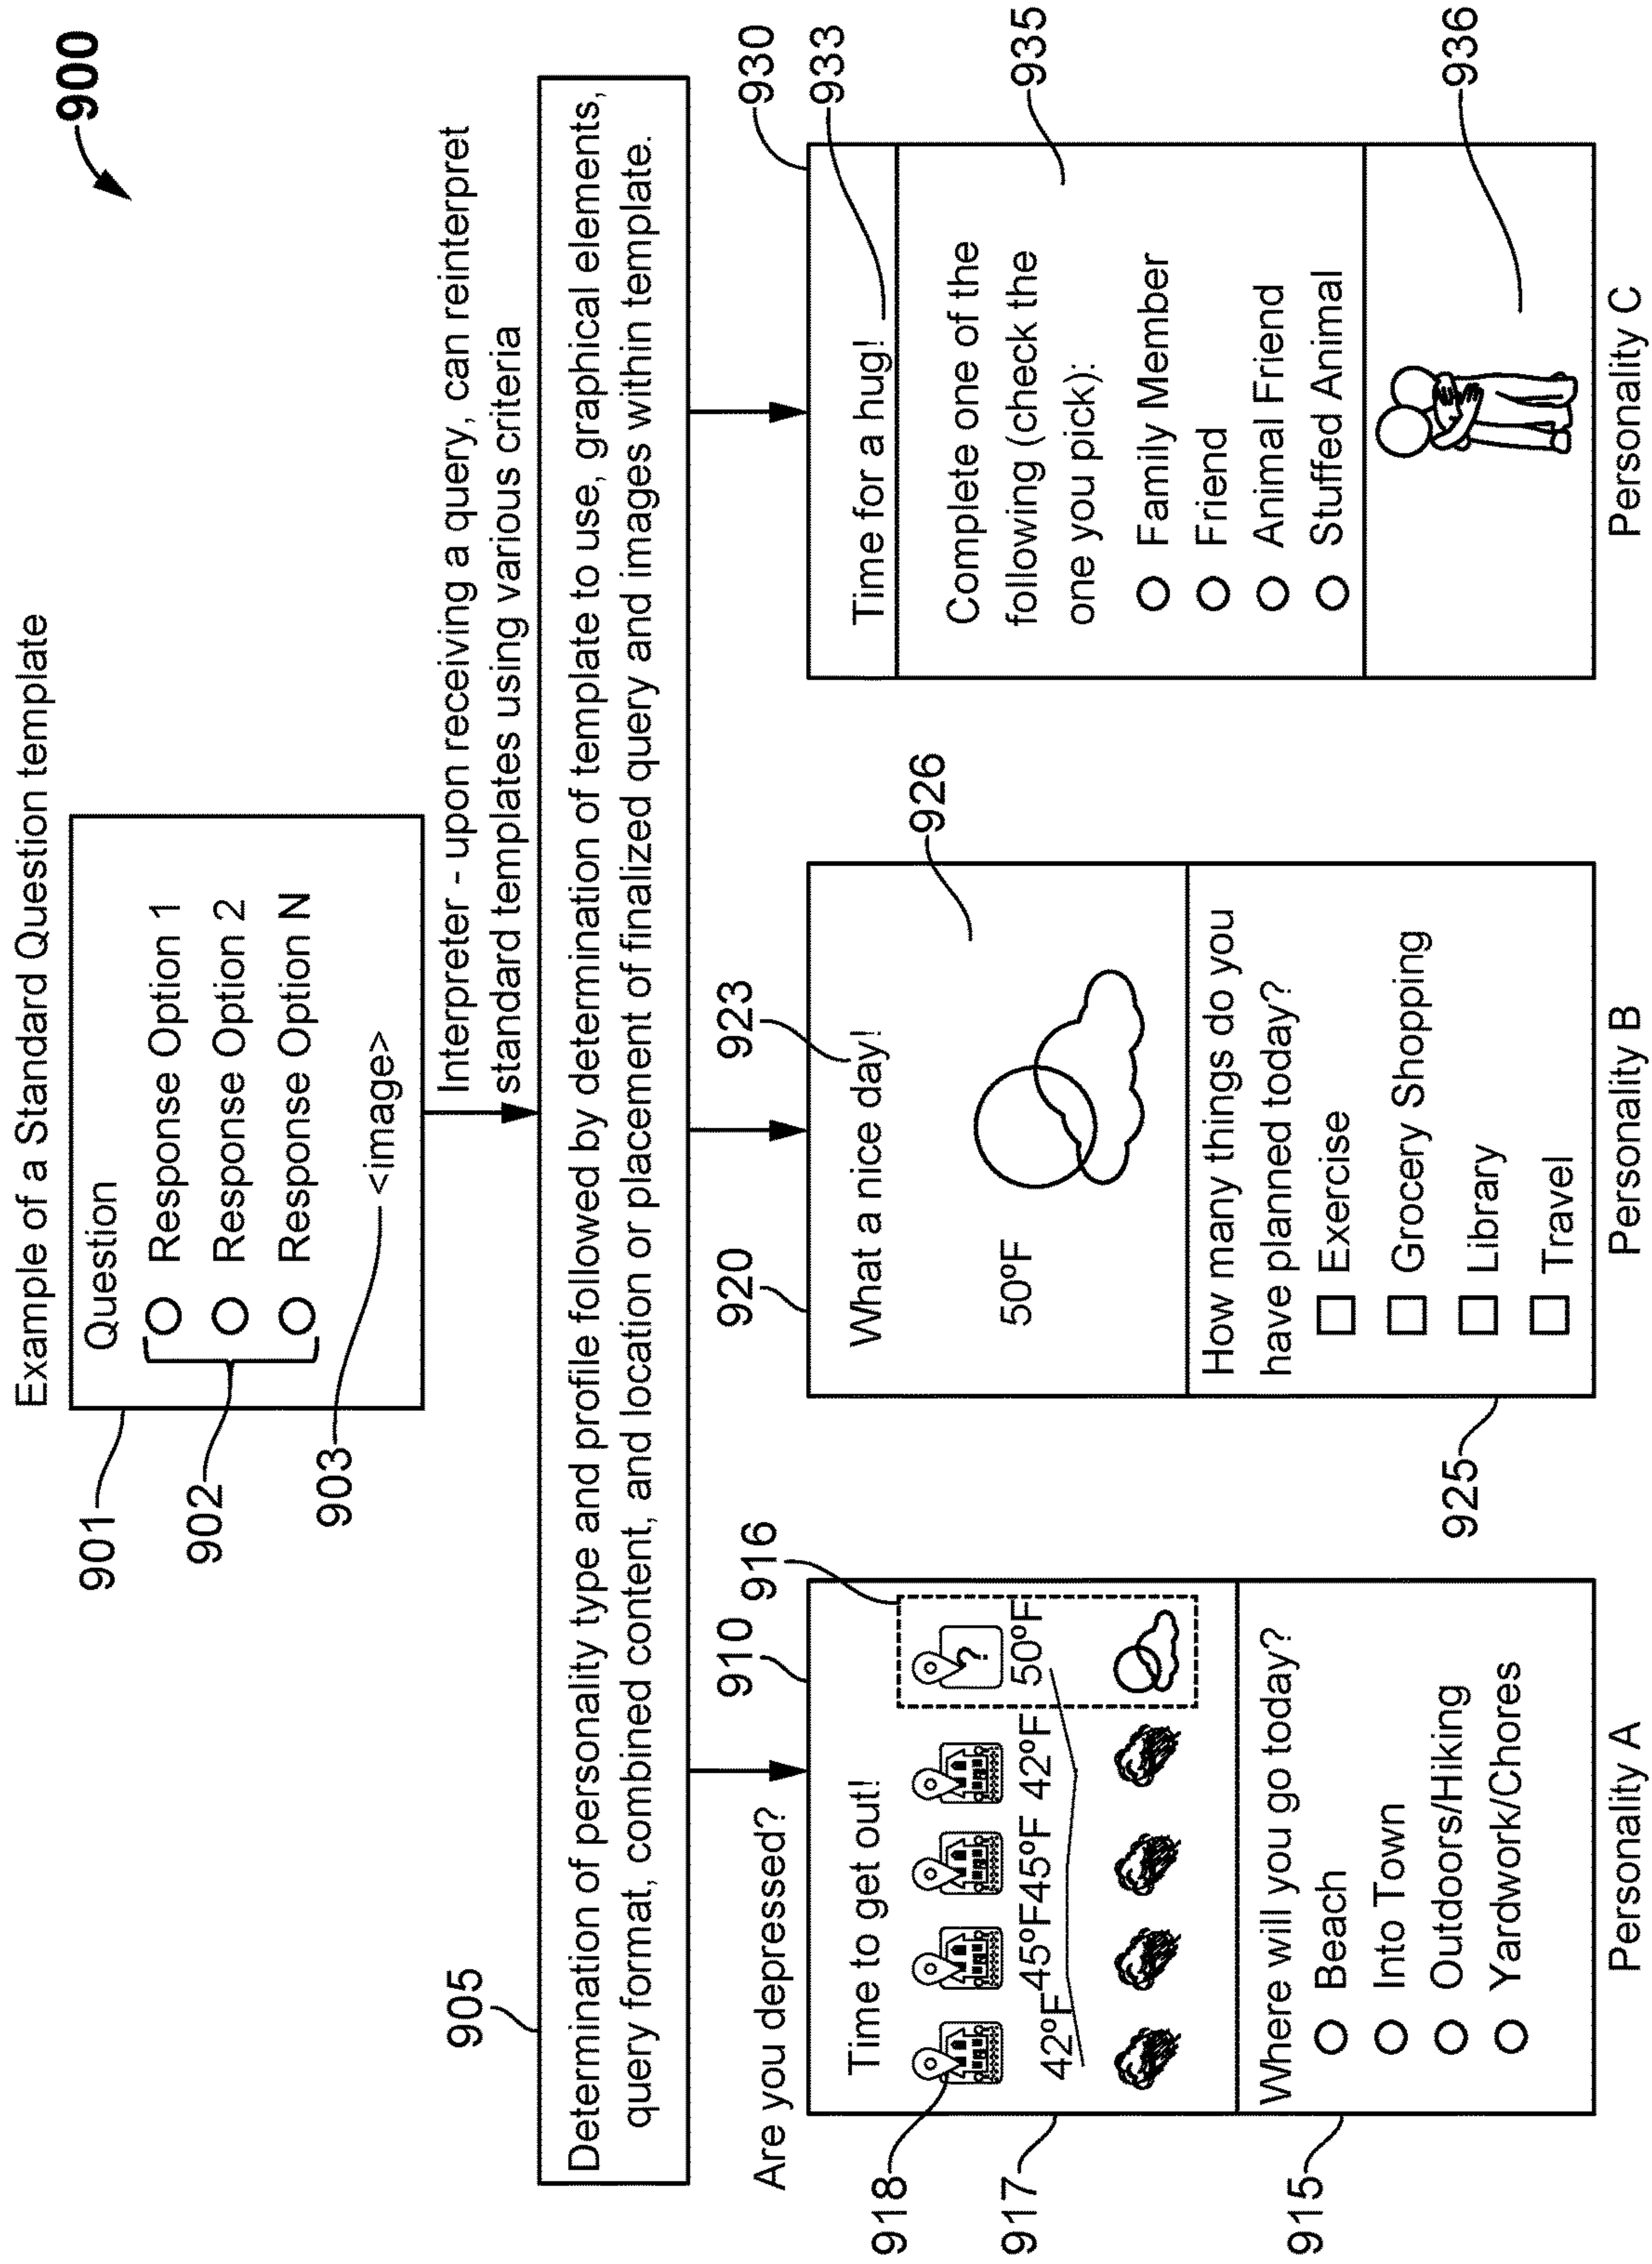 Example of a Standard Question template
900
901
Question
902
Response Option 1
Response Option 2
Response Option N
903
<image>
Interpreter - upon receiving a query, can reinterpret
standard templates using various criteria
905
Determination of personality type and profile followed by determination of template to use, graphical elements,
query format, combined content, and location or placement of finalized query and images within template.
Are you depressed?
910
916
918
917
915
Time to get out!
?
42ºF 45ºF 45ºF 42ºF 50ºF
Where will you go today?
Beach
Into Town
Outdoors/Hiking
Yardwork/Chores
Personality A
920
923
926
925
What a nice day!
50ºF
How many things do you
have planned today?
Exercise
Grocery Shopping
Library
Travel
Personality B
930
933
935
936
Time for a hug!
Complete one of the
following (check the
one you pick):
Family Member
Friend
Animal Friend
Stuffed Animal
Personality C